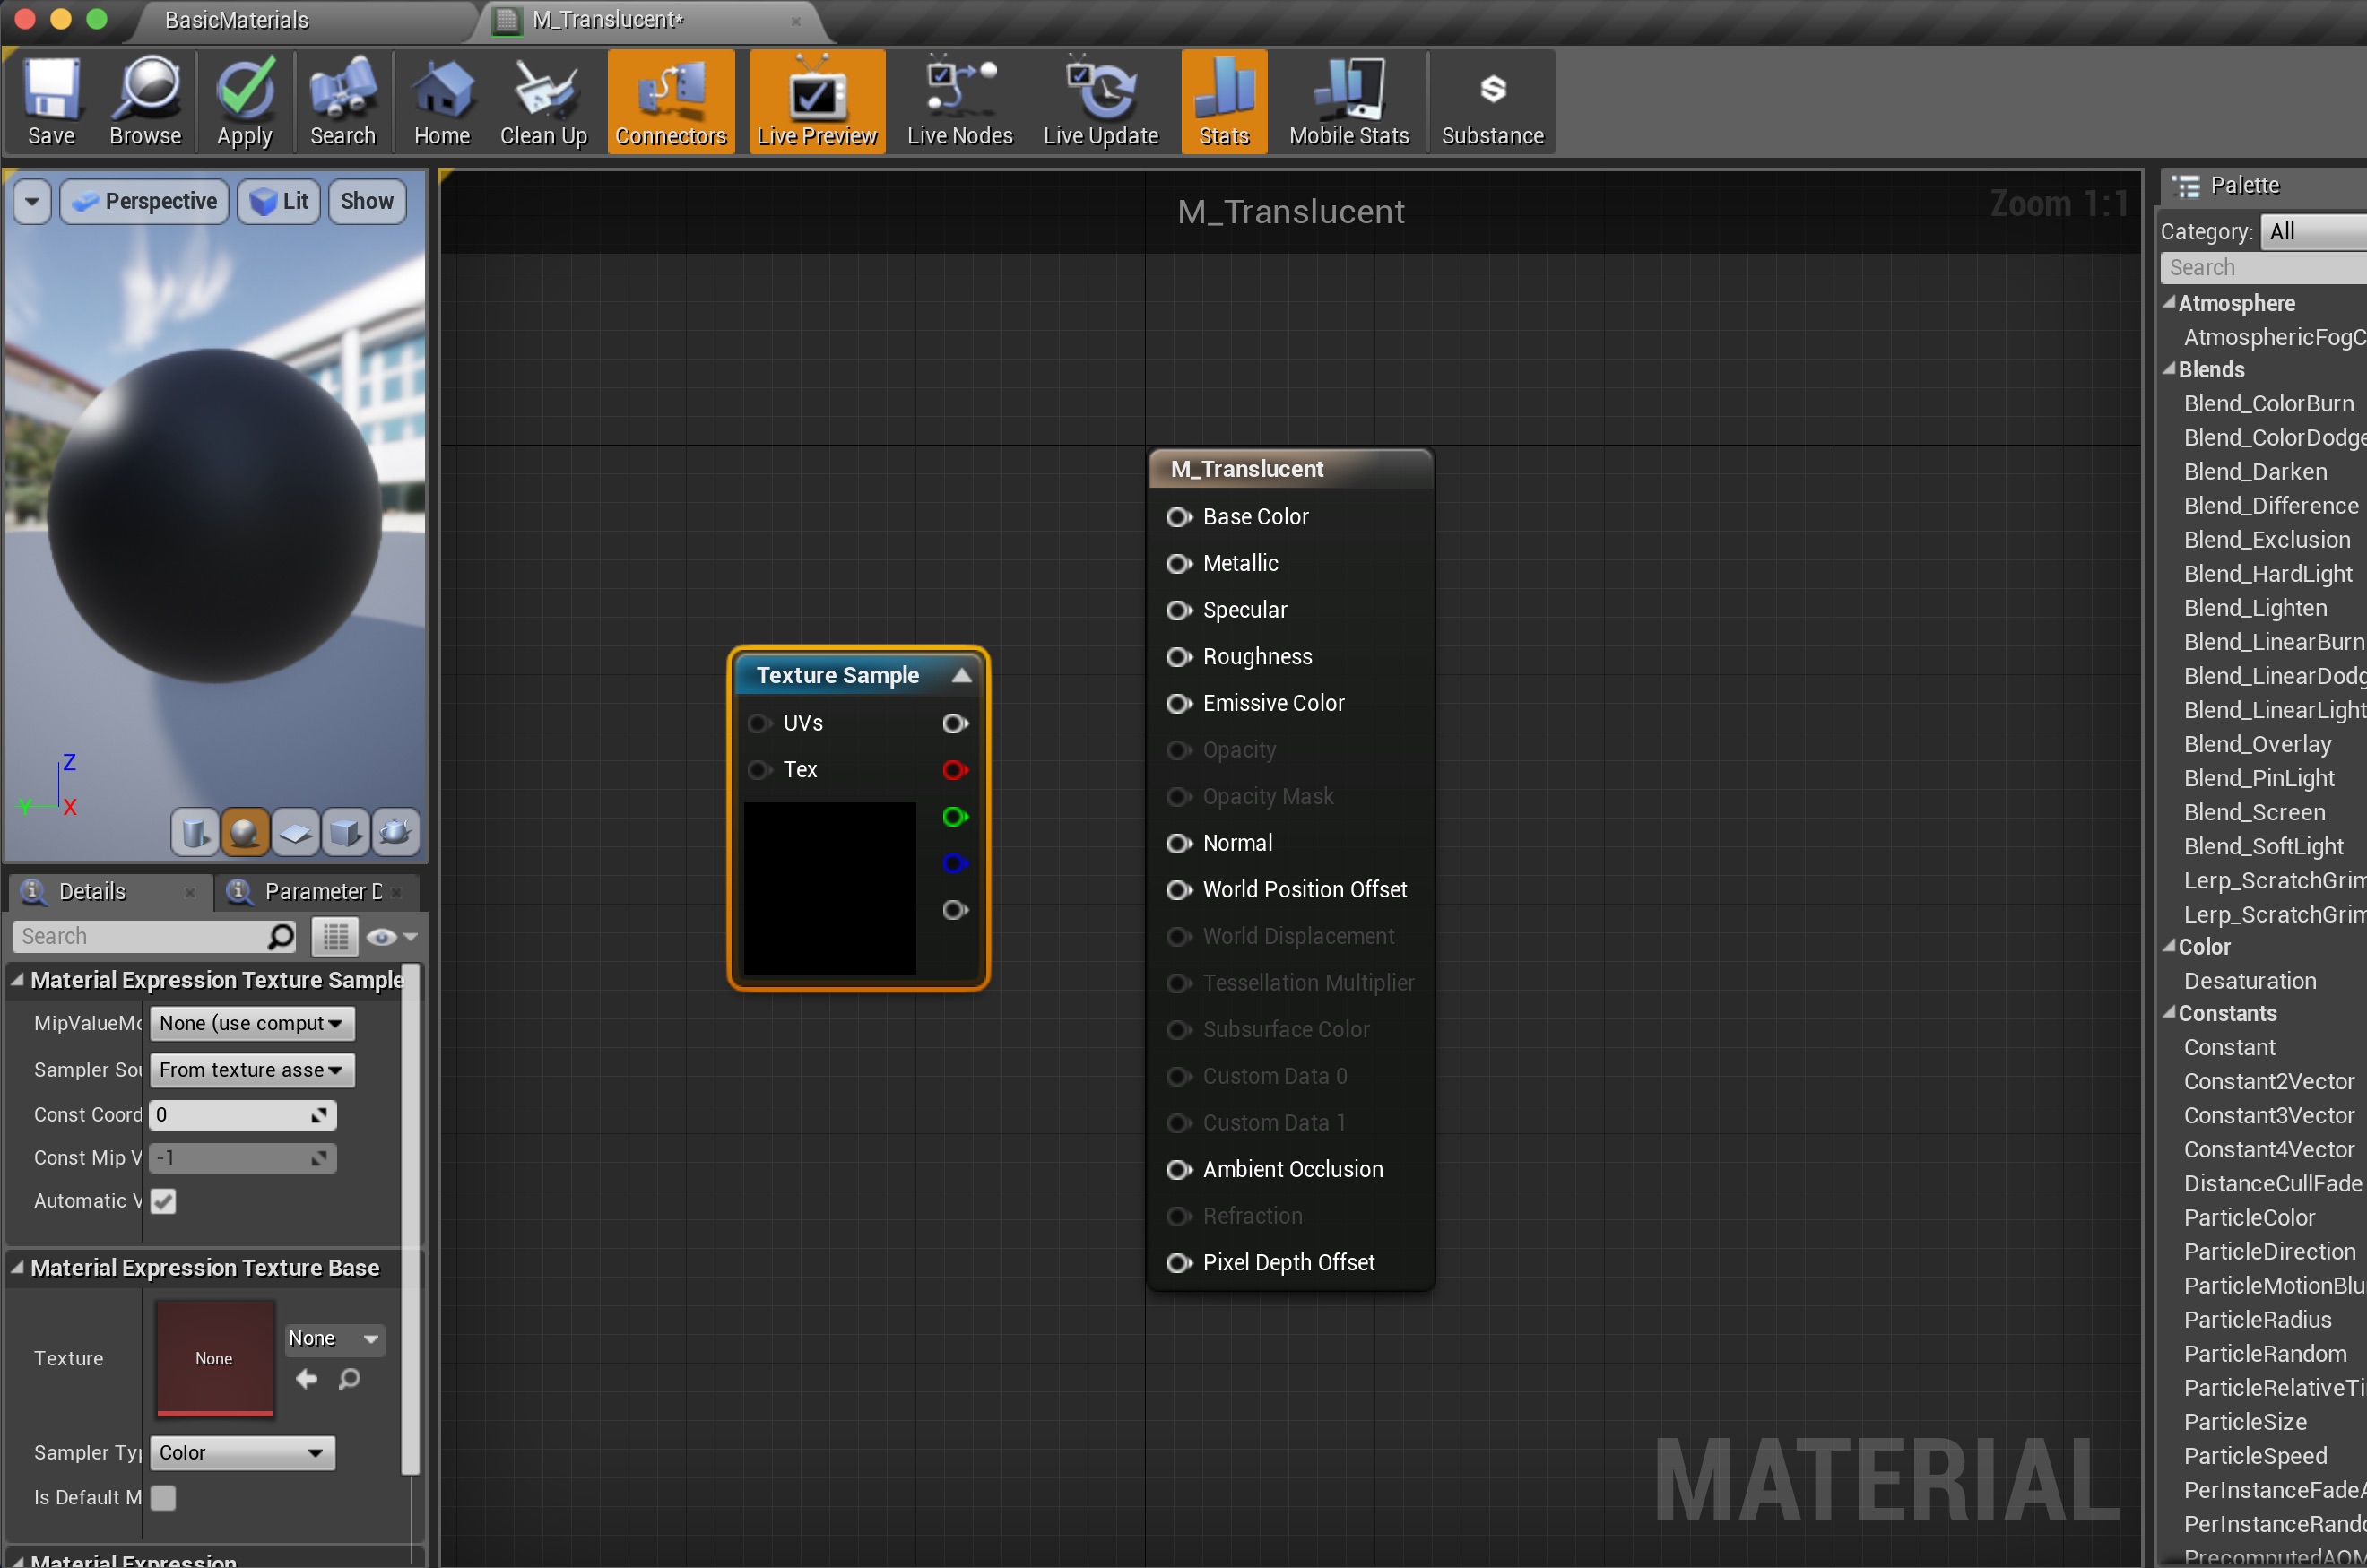 BasicMaterials
M_Translucent*
Save
Browse
Apply
Search
Home
Clean Up
Connectors
Live Preview
Live Nodes
Live Update
Stats
Mobile Stats
Substance
Perspective
Lit
Show
Z
Y
X
Details
Parameter D
Search
Material Expression Texture Sample
MipValueMo
None (use comput
Sampler Sou
From texture asse
Const Coord
0
Const Mip V
-1
Automatic V
Material Expression Texture Base
Texture
None
None
Sampler Typ
Color
Is Default M
Material Expression
M_Translucent
Zoom 1:1
Texture Sample
UVs
Tex
M_Translucent
Base Color
Metallic
Specular
Roughness
Emissive Color
Opacity
Opacity Mask
Normal
World Position Offset
World Displacement
Tessellation Multiplier
Subsurface Color
Custom Data 0
Custom Data 1
Ambient Occlusion
Refraction
Pixel Depth Offset
MATERIAL
Palette
Category: All
Search
Atmosphere
AtmosphericFogC
Blends
Blend_ColorBurn
Blend_ColorDodge
Blend_Darken
Blend_Difference
Blend_Exclusion
Blend_HardLight
Blend_Lighten
Blend_LinearBurn
Blend_LinearDodg
Blend_LinearLight
Blend_Overlay
Blend_PinLight
Blend_Screen
Blend_SoftLight
Lerp_ScratchGrim
Lerp_ScratchGrim
Color
Desaturation
Constants
Constant
Constant2Vector
Constant3Vector
Constant4Vector
DistanceCullFade
ParticleColor
ParticleDirection
ParticleMotionBlu
ParticleRadius
ParticleRandom
ParticleRelativeTi
ParticleSize
ParticleSpeed
PerInstanceFadeA
PerInstanceRando
PrecomputedAOM